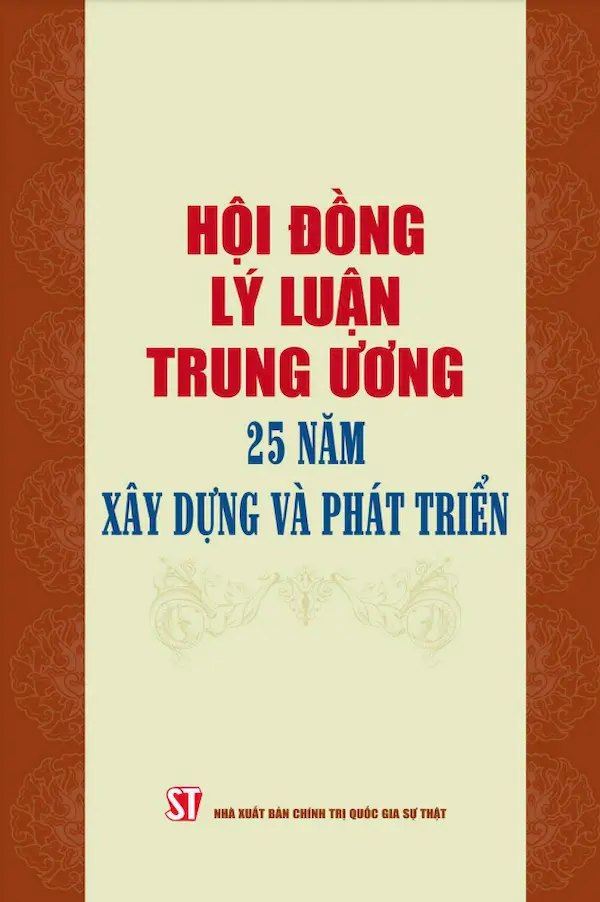 HỘI ĐỒNG
LÝ LUẬN
TRUNG ƯƠNG
25 NĂM
XÂY DỰNG VÀ PHÁT TRIỂN
ST
NHÀ XUẤT BẢN CHÍNH TRỊ QUỐC GIA SỰ THẬT